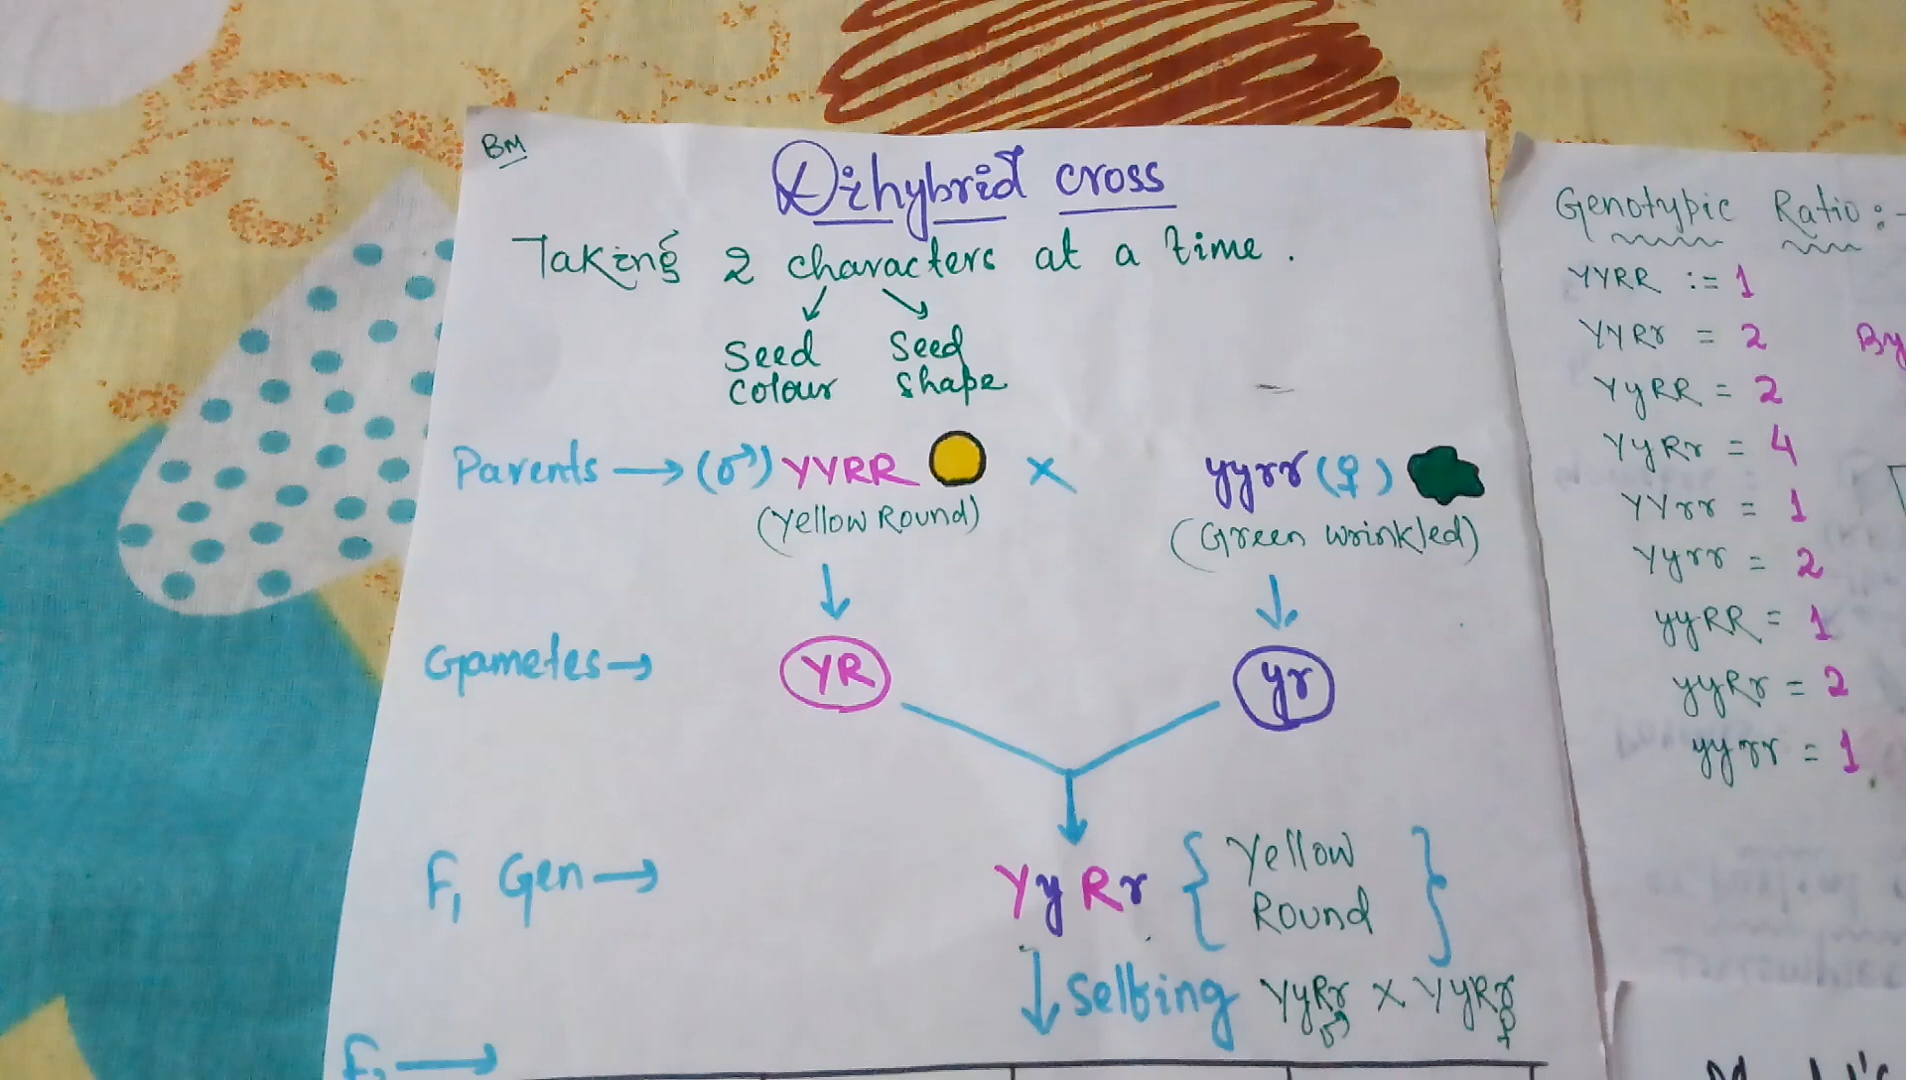 BM
Dihybrid cross
Taking 2 characters at a time.
Seed colour
Seed shape
Parents → (♂) YYRR × yyrr (♀)
(Yellow Round) (Green wrinkled)
Gametes → YR yr
F1 Gen → YyRr { Yellow Round }
Selfing YyRr ♂ × YyRr ♀
F2 →
Genotypic Ratio :-
YYRR := 1
YYRr = 2
By
YyRR = 2
YyRr = 4
YYrr = 1
Yyrr = 2
yyRR = 1
yyRr = 2
yyrr = 1.